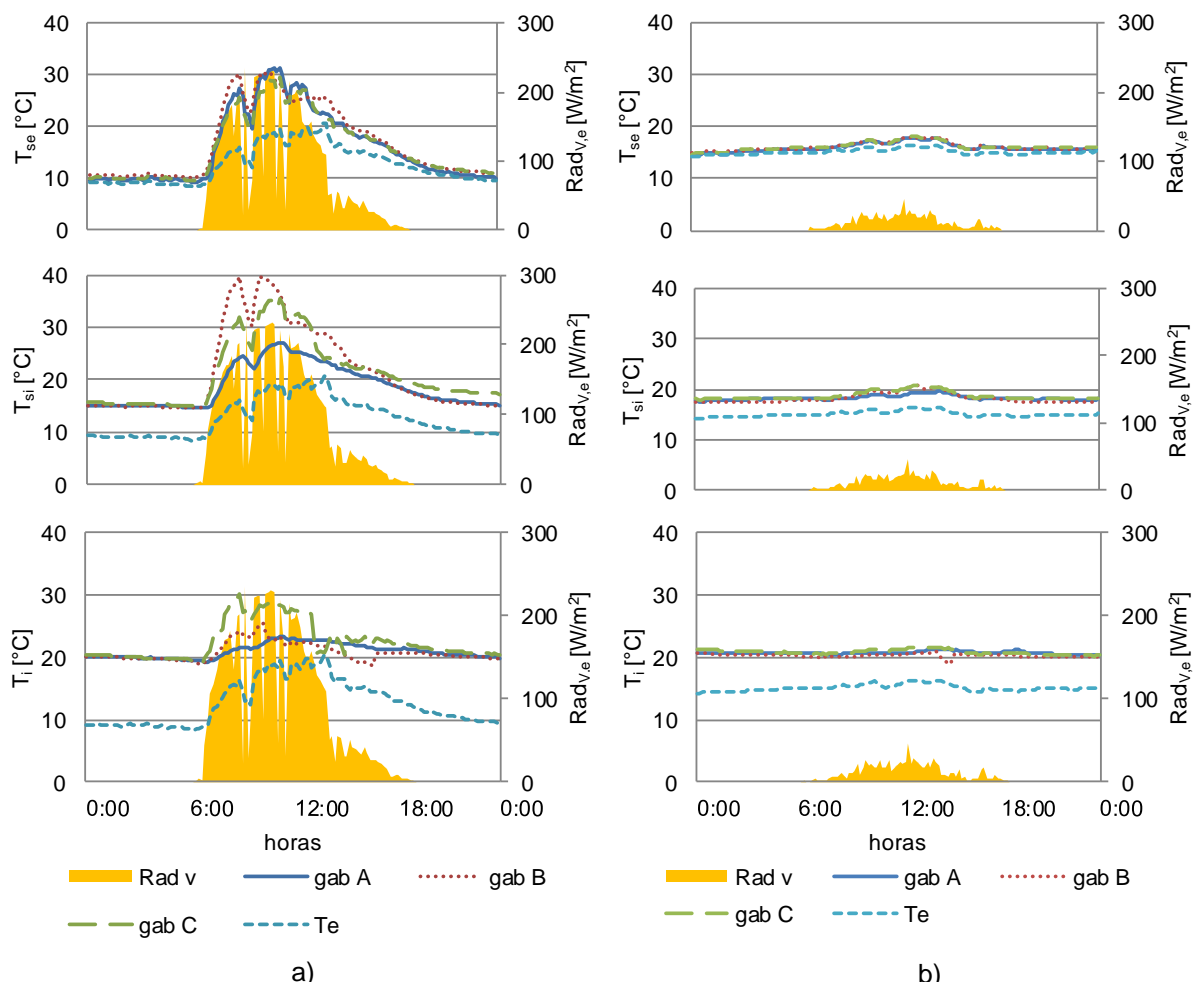 40
30
20
10
0
T_se [°C]
300
200
100
0
Rad_V,e [W/m²]
40
30
20
10
0
T_se [°C]
300
200
100
0
Rad_V,e [W/m²]
40
30
20
10
0
T_si [°C]
300
200
100
0
Rad_V,e [W/m²]
40
30
20
10
0
T_si [°C]
300
200
100
0
Rad_V,e [W/m²]
40
30
20
10
0
T_i [°C]
300
200
100
0
Rad_V,e [W/m²]
40
30
20
10
0
T_i [°C]
300
200
100
0
Rad_V,e [W/m²]
0:00 6:00 12:00 18:00 0:00
horas
0:00 6:00 12:00 18:00 0:00
horas
Rad v gab A gab B
gab C Te
Rad v gab A gab B
gab C Te
a)
b)